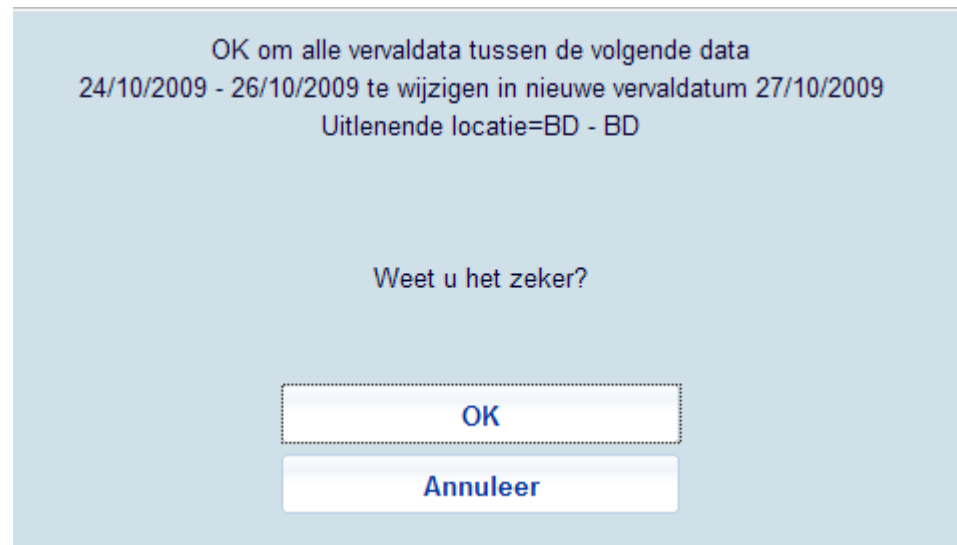 OK om alle vervaldata tussen de volgende data
24/10/2009 - 26/10/2009 te wijzigen in nieuwe vervaldatum 27/10/2009
Uitlenende locatie=BD - BD
Weet u het zeker?
OK
Annuleer